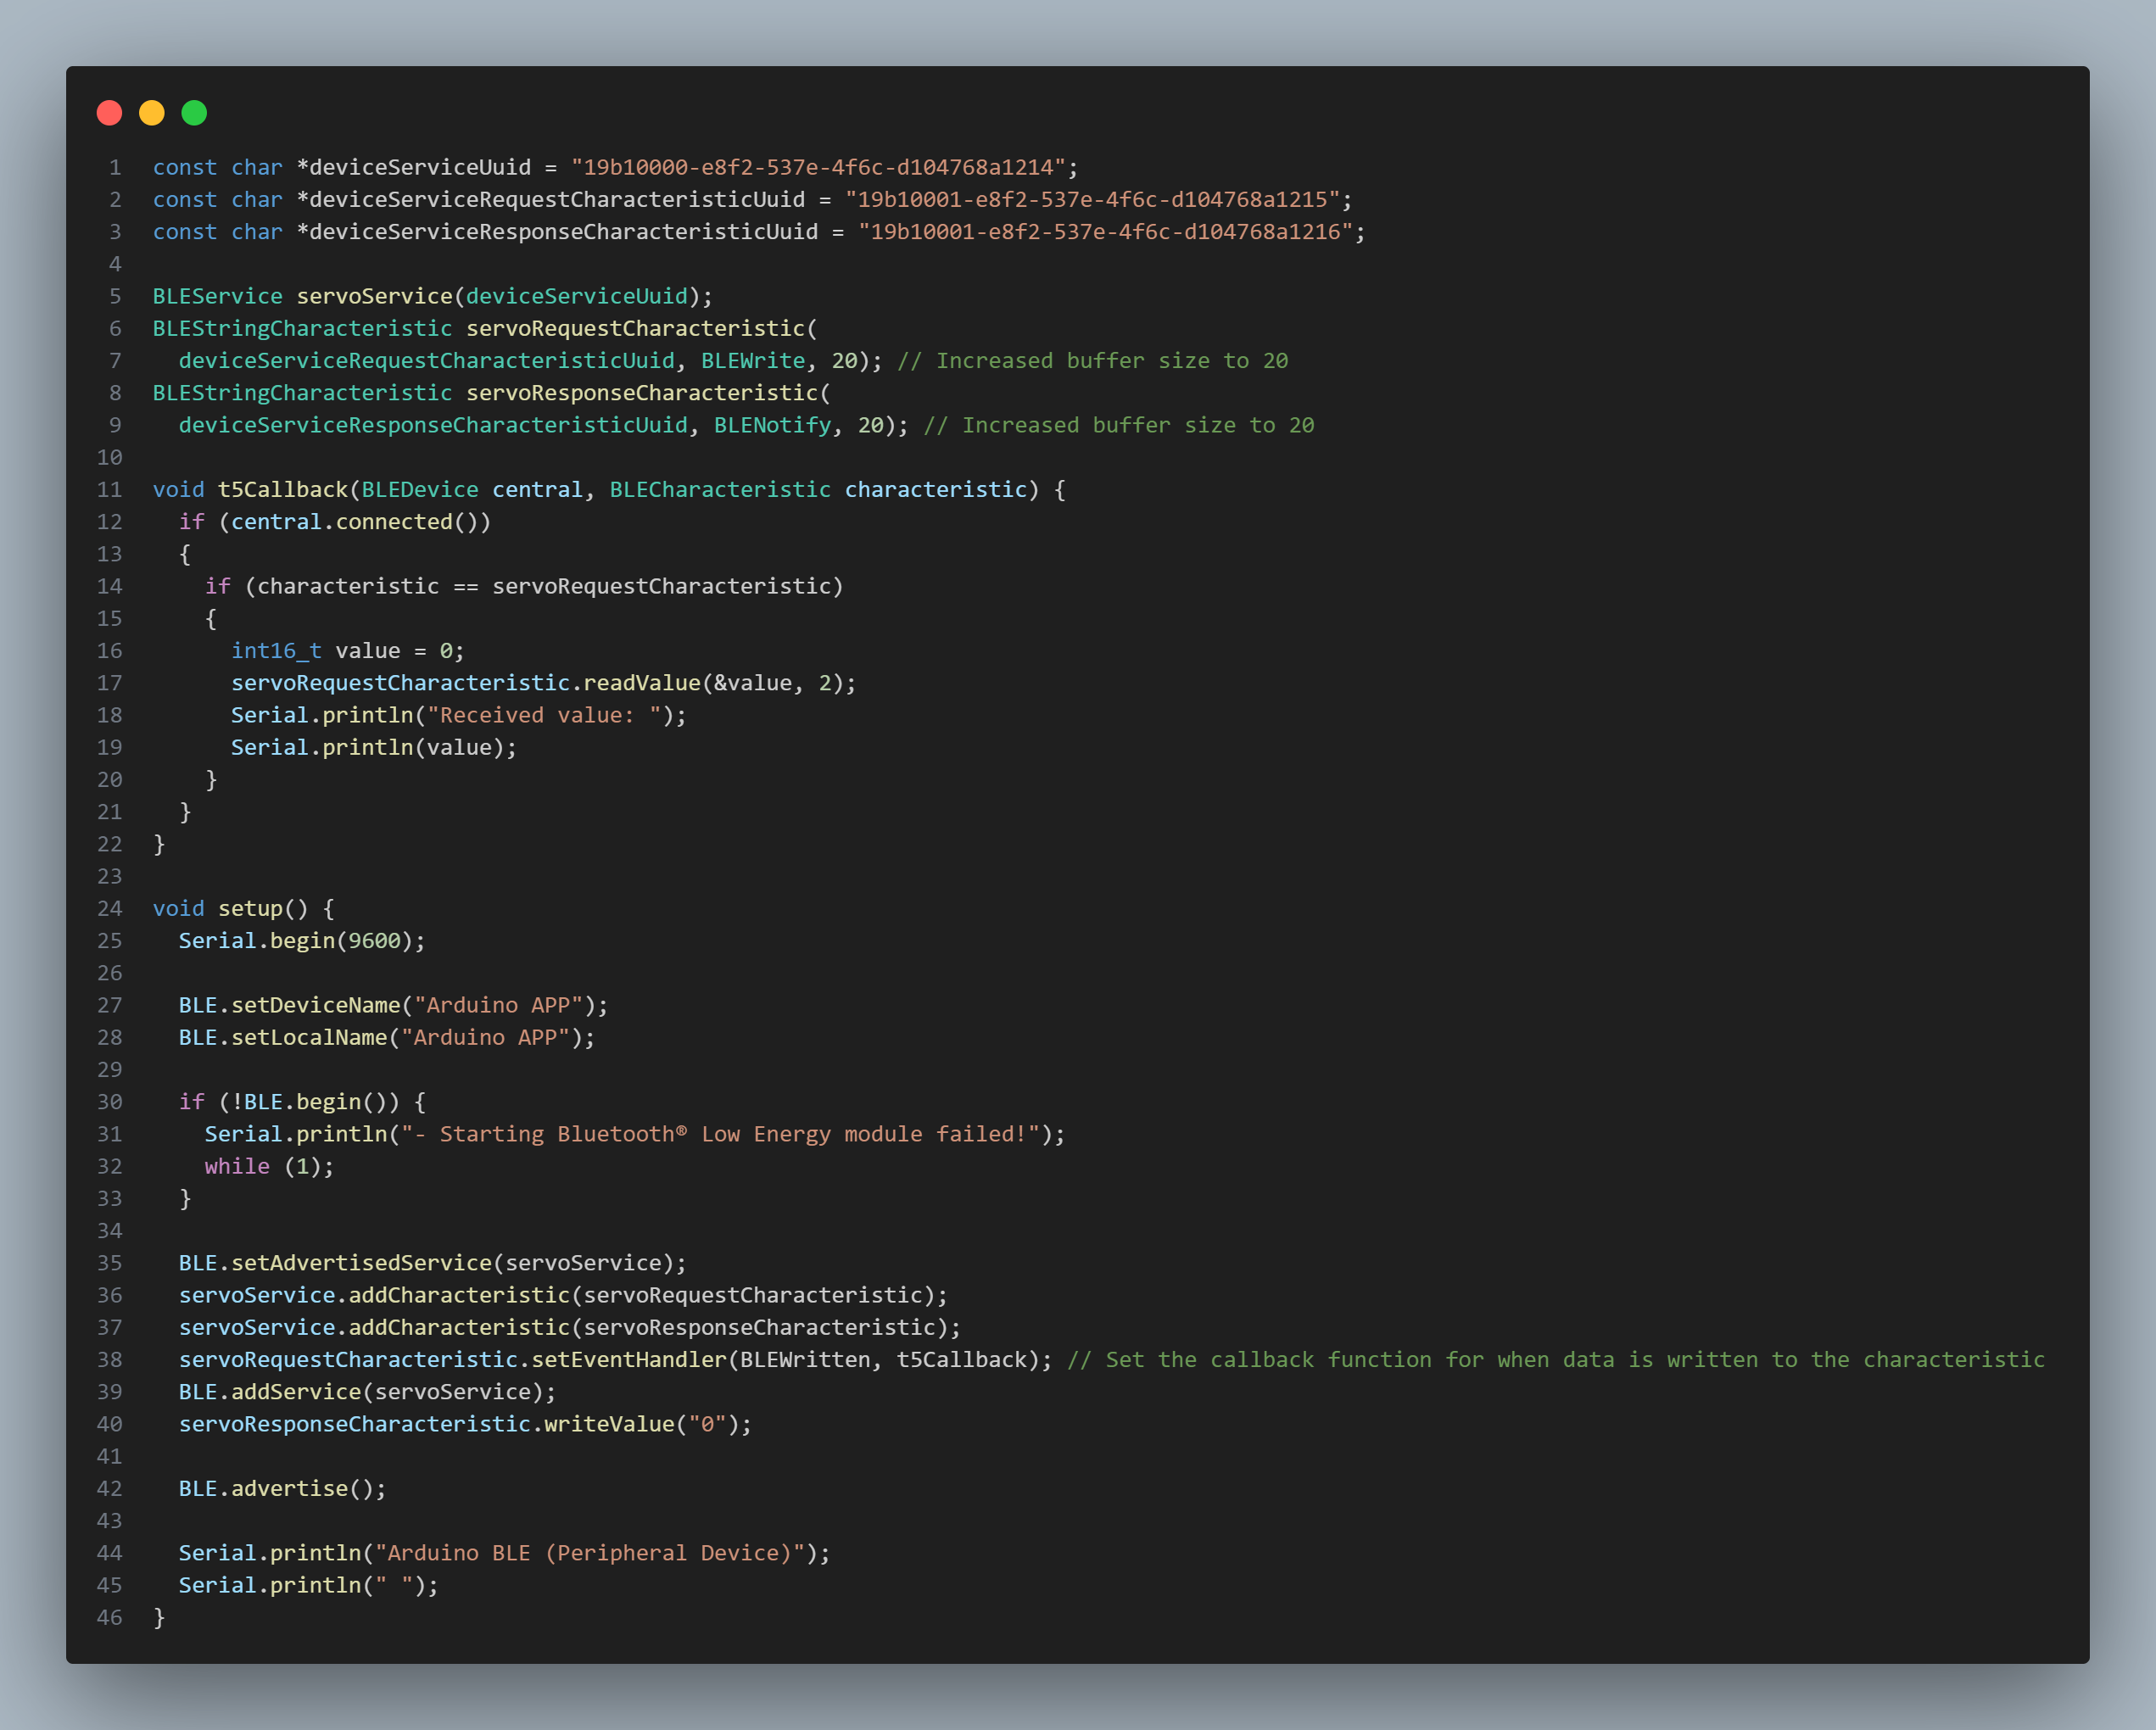 1 const char *deviceServiceUuid = "19b10000-e8f2-537e-4f6c-d104768a1214";
2 const char *deviceServiceRequestCharacteristicUuid = "19b10001-e8f2-537e-4f6c-d104768a1215";
3 const char *deviceServiceResponseCharacteristicUuid = "19b10001-e8f2-537e-4f6c-d104768a1216";
4
5 BLEService servoService(deviceServiceUuid);
6 BLEStringCharacteristic servoRequestCharacteristic(
7   deviceServiceRequestCharacteristicUuid, BLEWrite, 20); // Increased buffer size to 20
8 BLEStringCharacteristic servoResponseCharacteristic(
9   deviceServiceResponseCharacteristicUuid, BLENotify, 20); // Increased buffer size to 20
10
11 void t5Callback(BLEDevice central, BLECharacteristic characteristic) {
12   if (central.connected())
13   {
14     if (characteristic == servoRequestCharacteristic)
15     {
16       int16_t value = 0;
17       servoRequestCharacteristic.readValue(&value, 2);
18       Serial.println("Received value: ");
19       Serial.println(value);
20     }
21   }
22 }
23
24 void setup() {
25   Serial.begin(9600);
26
27   BLE.setDeviceName("Arduino APP");
28   BLE.setLocalName("Arduino APP");
29
30   if (!BLE.begin()) {
31     Serial.println("- Starting Bluetooth® Low Energy module failed!");
32     while (1);
33   }
34
35   BLE.setAdvertisedService(servoService);
36   servoService.addCharacteristic(servoRequestCharacteristic);
37   servoService.addCharacteristic(servoResponseCharacteristic);
38   servoRequestCharacteristic.setEventHandler(BLEWritten, t5Callback); // Set the callback function for when data is written to the characteristic
39   BLE.addService(servoService);
40   servoResponseCharacteristic.writeValue("0");
41
42   BLE.advertise();
43
44   Serial.println("Arduino BLE (Peripheral Device)");
45   Serial.println(" ");
46 }